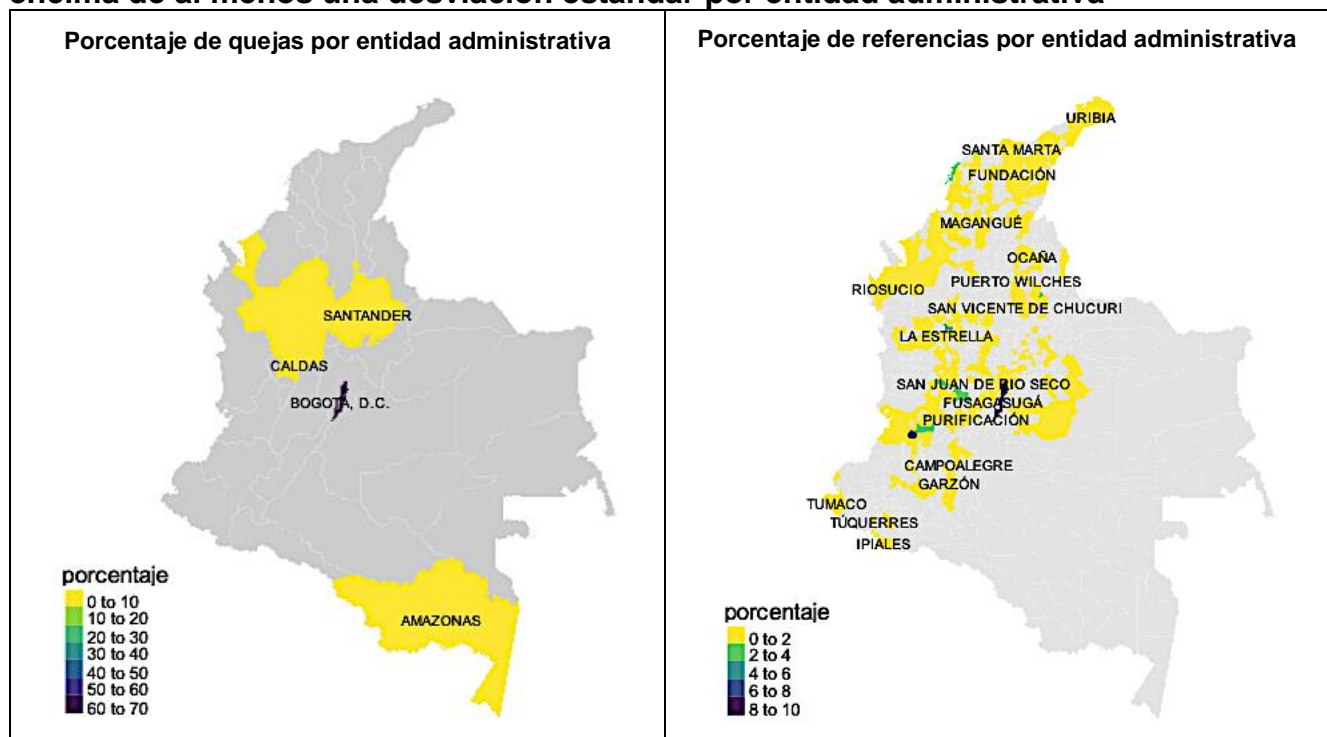 encima de al menos una desviación estándar por entidad administrativa
Porcentaje de quejas por entidad administrativa
SANTANDER
CALDAS
BOGOTÁ, D.C.
AMAZONAS
porcentaje
0 to 10
10 to 20
20 to 30
30 to 40
40 to 50
50 to 60
60 to 70
Porcentaje de referencias por entidad administrativa
URIBIA
SANTA MARTA
FUNDACIÓN
MAGANGUÉ
OCAÑA
PUERTO WILCHES
RIOSUCIO
SAN VICENTE DE CHUCURI
LA ESTRELLA
SAN JUAN DE RIO SECO
FUSAGASUGÁ
PURIFICACIÓN
CAMPOALEGRE
GARZÓN
TUMACO
TÚQUERRES
IPIALES
porcentaje
0 to 2
2 to 4
4 to 6
6 to 8
8 to 10